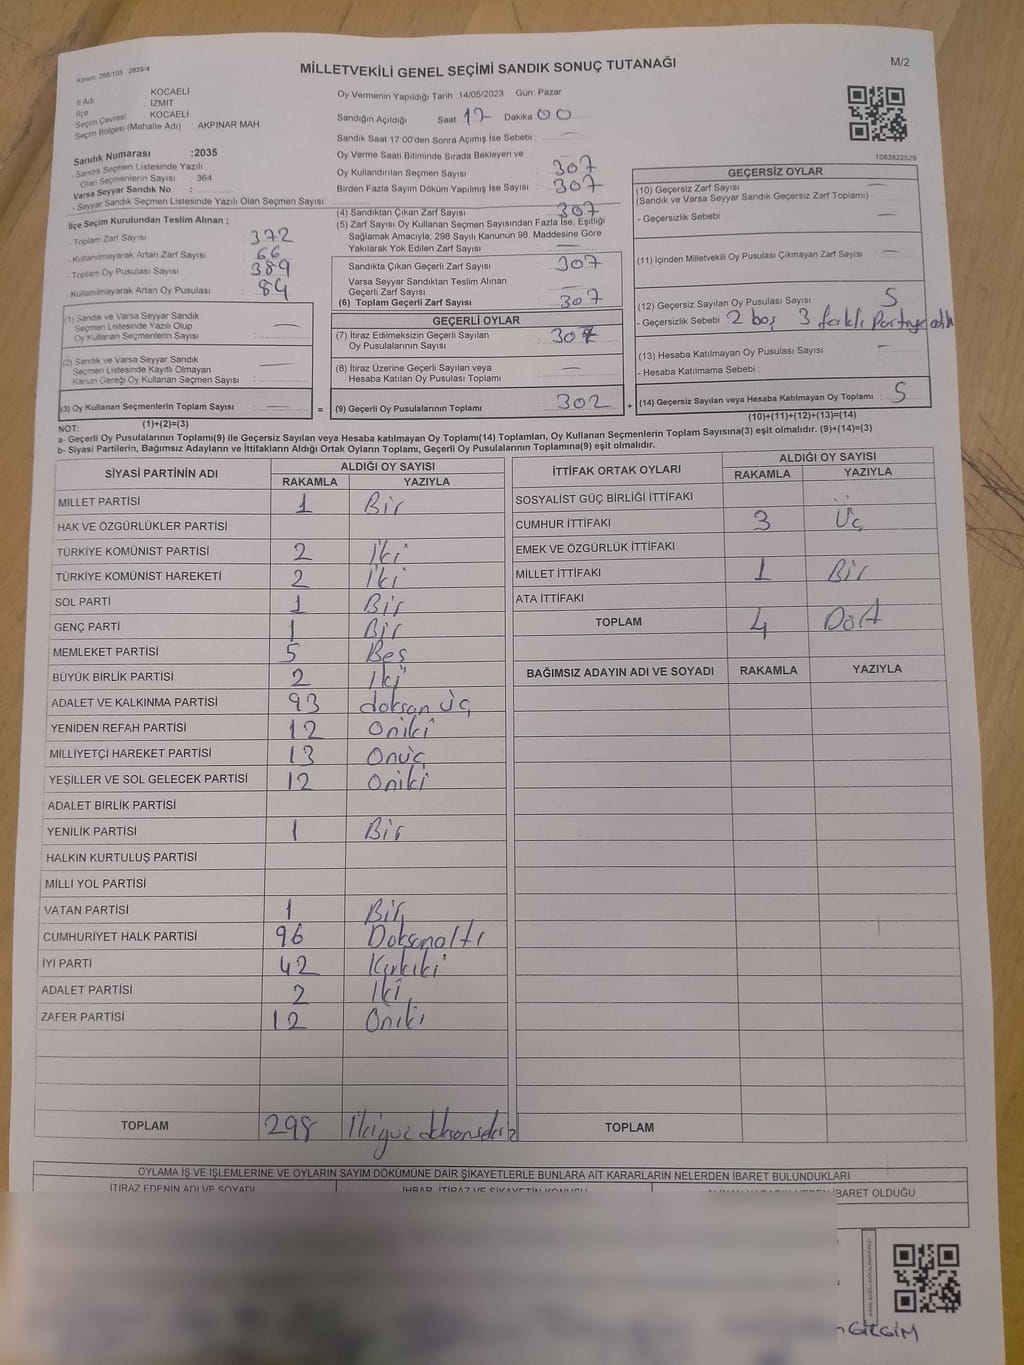 Kanun: 298/105 - 2839/4
MİLLETVEKİLİ GENEL SEÇİMİ SANDIK SONUÇ TUTANAĞI
M/2
İl Adı : KOCAELİ
İlçe : İZMİT
Seçim Çevresi : KOCAELİ
Seçim Bölgesi (Mahalle Adı) : AKPINAR MAH.
Sandık Numarası :2035
- Sandık Seçmen Listesinde Yazılı
Olan Seçmenlerin Sayısı : 364
Varsa Seyyar Sandık No :
- Seyyar Sandık Seçmen Listesinde Yazılı Olan Seçmen Sayısı:
İlçe Seçim Kurulundan Teslim Alınan ;
- Toplam Zarf Sayısı : 372
- Kullanılmayarak Artan Zarf Sayısı : 66
- Toplam Oy Pusulası Sayısı : 389
- Kullanılmayarak Artan Oy Pusulası : 84
(1) Sandık ve Varsa Seyyar Sandık
Seçmen Listesinde Yazılı Olup
Oy Kullanan Seçmenlerin Sayısı : —
(2) Sandık ve Varsa Seyyar Sandık
Seçmen Listesinde Kayıtlı Olmayan
Kanun Gereği Oy Kullanan Seçmen Sayısı : —
(3) Oy Kullanan Seçmenlerin Toplam Sayısı : — =
(1)+(2)=(3)
Oy Vermenin Yapıldığı Tarih :14/05/2023 Gün: Pazar
Sandığın Açıldığı Saat 17 Dakika 00
Sandık Saat 17:00'den Sonra Açımış İse Sebebi : —
Oy Verme Saati Bitiminde Sırada Bekleyen ve
Oy Kullandırılan Seçmen Sayısı : 307
Birden Fazla Sayım Döküm Yapılmış İse Sayısı : 307
(4) Sandıktan Çıkan Zarf Sayısı : 307
(5) Zarf Sayısı Oy Kullanan Seçmen Sayısından Fazla İse, Eşitliği
Sağlamak Amacıyla; 298 Sayılı Kanunun 98. Maddesine Göre
Yakılarak Yok Edilen Zarf Sayısı : —
Sandıkta Çıkan Geçerli Zarf Sayısı : 307
Varsa Seyyar Sandıktan Teslim Alınan
Geçerli Zarf Sayısı : —
(6) Toplam Geçerli Zarf Sayısı : 307
GEÇERLİ OYLAR
(7) İtiraz Edilmeksizin Geçerli Sayılan
Oy Pusulalarının Sayısı : 307
(8) İtiraz Üzerine Geçerli Sayılan veya
Hesaba Katılan Oy Pusulası Toplamı : —
(9) Geçerli Oy Pusulalarının Toplamı : 302 +
1083822529
GEÇERSİZ OYLAR
(10) Geçersiz Zarf Sayısı : —
(Sandık ve Varsa Seyyar Sandık Geçersiz Zarf Toplamı)
- Geçersizlik Sebebi : —
(11) İçinden Milletvekili Oy Pusulası Çıkmayan Zarf Sayısı : —
(12) Geçersiz Sayılan Oy Pusulası Sayısı : 5
- Geçersizlik Sebebi : 2 boş 3 farklı Partiye
(13) Hesaba Katılmayan Oy Pusulası Sayısı : —
- Hesaba Katılmama Sebebi :
(14) Geçersiz Sayılan veya Hesaba Katılmayan Oy Toplamı : 5
(10)+(11)+(12)+(13)=(14)
NOT:
a- Geçerli Oy Pusulalarının Toplamı(9) ile Geçersiz Sayılan veya Hesaba katılmayan Oy Toplamı(14) Toplamları, Oy Kullanan Seçmenlerin Toplam Sayısına(3) eşit olmalıdır. (9)+(14)=(3)
b- Siyasi Partilerin, Bağımsız Adayların ve İttifakların Aldığı Ortak Oyların Toplamı, Geçerli Oy Pusulalarının Toplamına(9) eşit olmalıdır.
SİYASİ PARTİNİN ADI ALDIĞI OY SAYISI
RAKAMLA YAZIYLA
MİLLET PARTİSİ 1 Bir
HAK VE ÖZGÜRLÜKLER PARTİSİ
TÜRKİYE KOMÜNİST PARTİSİ 2 İki
TÜRKİYE KOMÜNİST HAREKETİ 2 İki
SOL PARTİ 1 Bir
GENÇ PARTİ 1 Bir
MEMLEKET PARTİSİ 5 Beş
BÜYÜK BİRLİK PARTİSİ 2 İki
ADALET VE KALKINMA PARTİSİ 93 doksan üç
YENİDEN REFAH PARTİSİ 12 Oniki
MİLLİYETÇİ HAREKET PARTİSİ 13 Onüç
YEŞİLLER VE SOL GELECEK PARTİSİ 12 Oniki
ADALET BİRLİK PARTİSİ
YENİLİK PARTİSİ 1 Bir
HALKIN KURTULUŞ PARTİSİ
MİLLİ YOL PARTİSİ
VATAN PARTİSİ 1 Bir
CUMHURİYET HALK PARTİSİ 96 Doksanaltı
İYİ PARTİ 42 Kırkiki
ADALET PARTİSİ 2 İki
ZAFER PARTİSİ 12 Oniki
TOPLAM 298 İkiyüz doksansekiz
İTTİFAK ORTAK OYLARI ALDIĞI OY SAYISI
RAKAMLA YAZIYLA
SOSYALİST GÜÇ BİRLİĞİ İTTİFAKI
CUMHUR İTTİFAKI 3 Üç
EMEK VE ÖZGÜRLÜK İTTİFAKI
MİLLET İTTİFAKI 1 Bir
ATA İTTİFAKI
TOPLAM 4 Dört
BAĞIMSIZ ADAYIN ADI VE SOYADI RAKAMLA YAZIYLA
TOPLAM
OYLAMA İŞ VE İŞLEMLERİNE VE OYLARIN SAYIM DÖKÜMÜNE DAİR ŞİKAYETLERLE BUNLARA AİT KARARLARIN NELERDEN İBARET BULUNDUKLARI
İTİRAZ EDENİN ADI VE SOYADI İHBAR, İTİRAZ VE ŞİKAYETİN KONUSU İBARET OLDUĞU